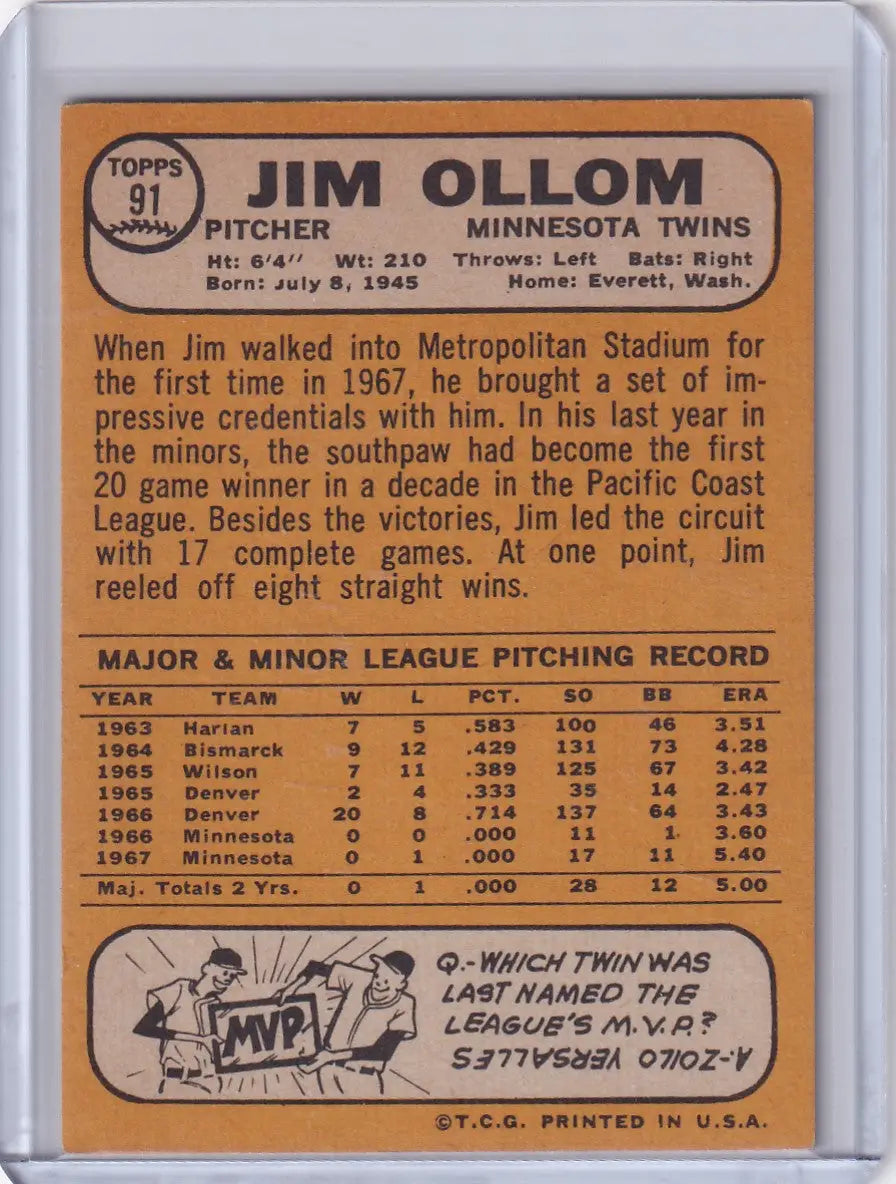 TOPPS
91
JIM OLLOM
PITCHER MINNESOTA TWINS
Ht: 6'4" Wt: 210 Throws: Left Bats: Right
Born: July 8, 1945 Home: Everett, Wash.
When Jim walked into Metropolitan Stadium for
the first time in 1967, he brought a set of im-
pressive credentials with him. In his last year in
the minors, the southpaw had become the first
20 game winner in a decade in the Pacific Coast
League. Besides the victories, Jim led the circuit
with 17 complete games. At one point, Jim
reeled off eight straight wins.
MAJOR & MINOR LEAGUE PITCHING RECORD
YEAR TEAM W L PCT. SO BB ERA
1963 Harlan 7 5 .583 100 46 3.51
1964 Bismarck 9 12 .429 131 73 4.28
1965 Wilson 7 11 .389 125 67 3.42
1965 Denver 2 4 .333 35 14 2.47
1966 Denver 20 8 .714 137 64 3.43
1966 Minnesota 0 0 .000 11 1 3.60
1967 Minnesota 0 1 .000 17 11 5.40
Maj. Totals 2 Yrs. 0 1 .000 28 12 5.00
MVP
Q.-WHICH TWIN WAS
LAST NAMED THE
LEAGUE'S M.V.P.?
A:-ZOILO VERSALLES
©T.C.G. PRINTED IN U.S.A.